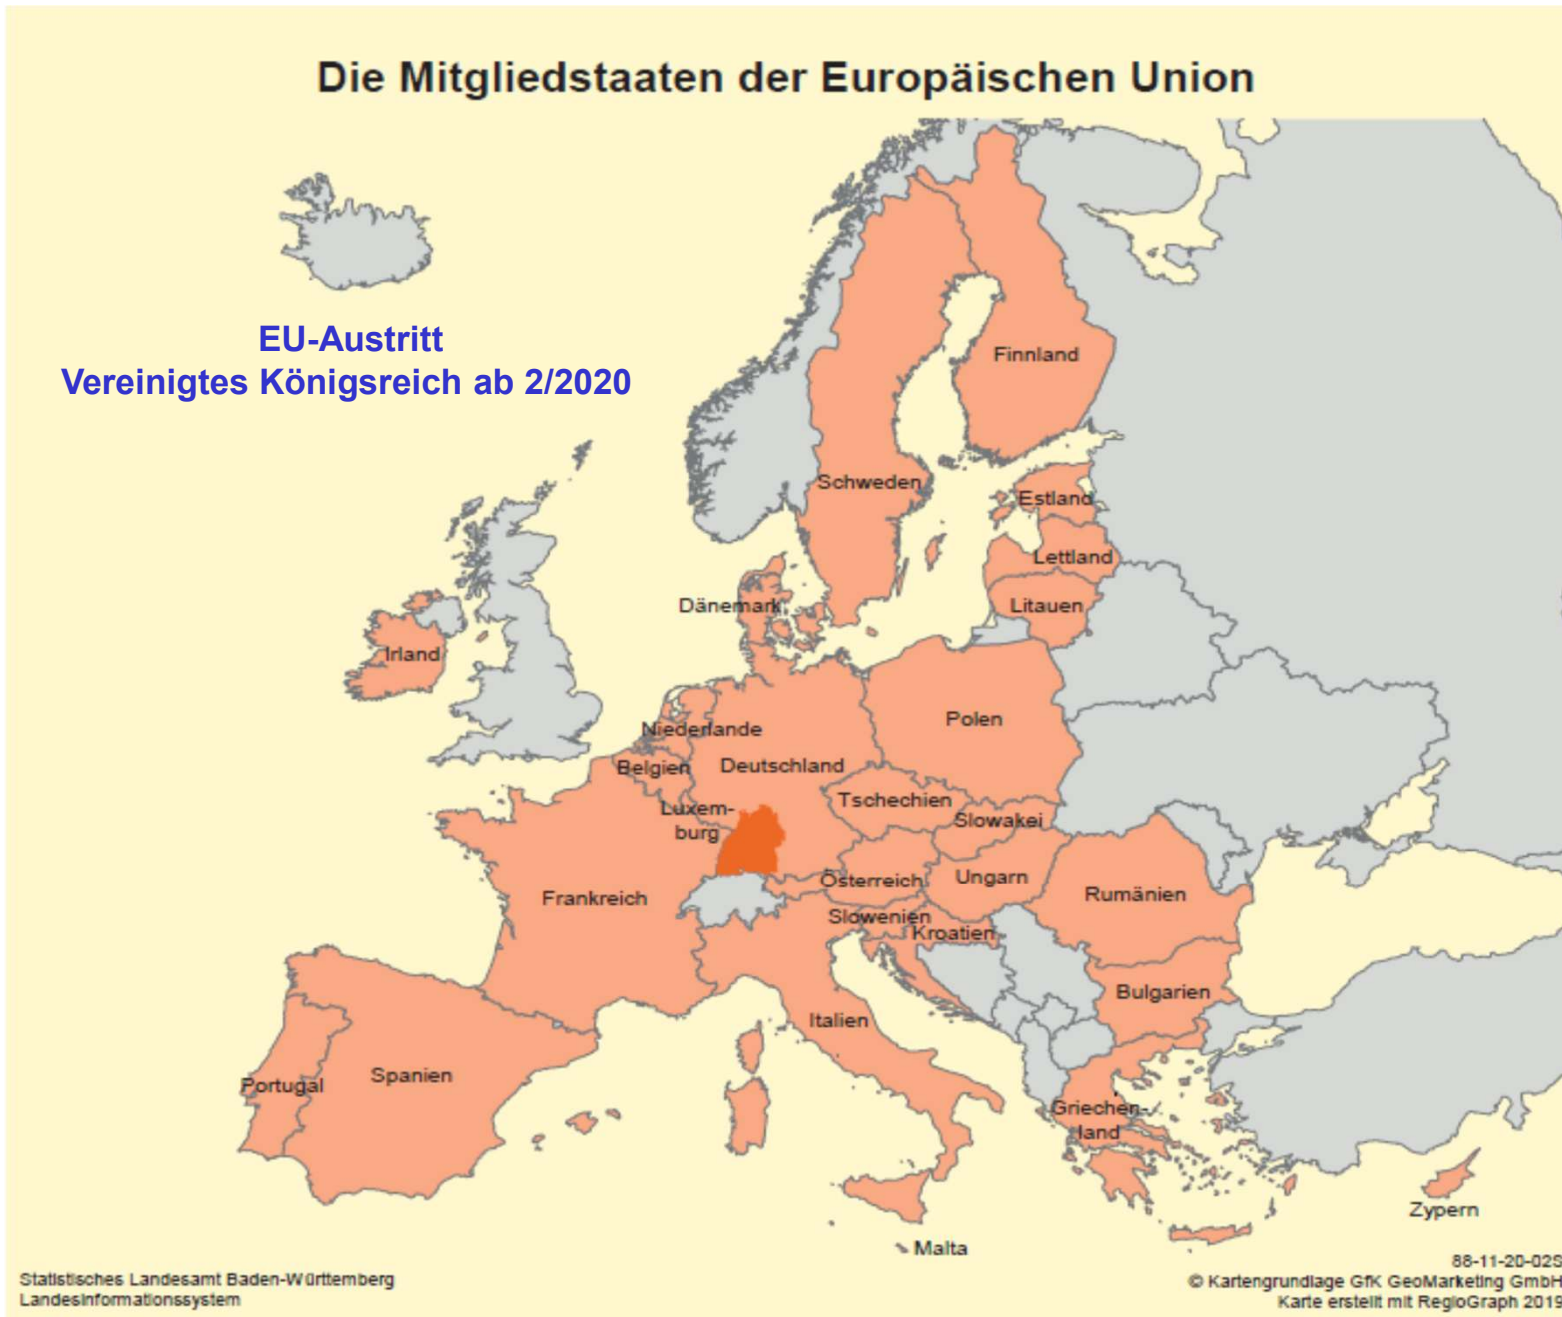 Die Mitgliedstaaten der Europäischen Union
EU-Austritt
Vereinigtes Königsreich ab 2/2020
Finnland
Schweden
Estland
Lettland
Dänemark
Litauen
Irland
Polen
Niederlande
Belgien
Deutschland
Tschechien
Luxem-
burg
Slowakei
Österreich
Ungarn
Rumänien
Frankreich
Slowenien
Kroatien
Bulgarien
Italien
Portugal
Spanien
Griechen-
land
Zypern
Malta
Statistisches Landesamt Baden-Württemberg
Landesinformationssystem
88-11-20-02S
© Kartengrundlage GfK GeoMarketing GmbH
Karte erstellt mit RegioGraph 2019